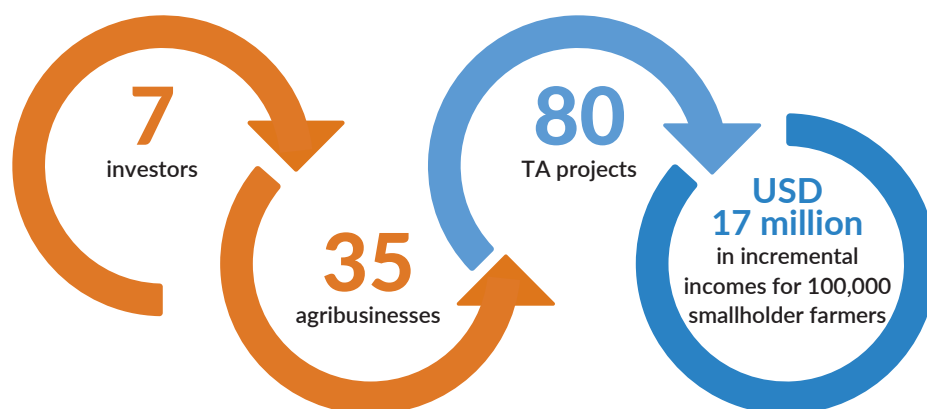 7
investors
35
agribusinesses
80
TA projects
USD
17 million
in incremental
incomes for 100,000
smallholder farmers